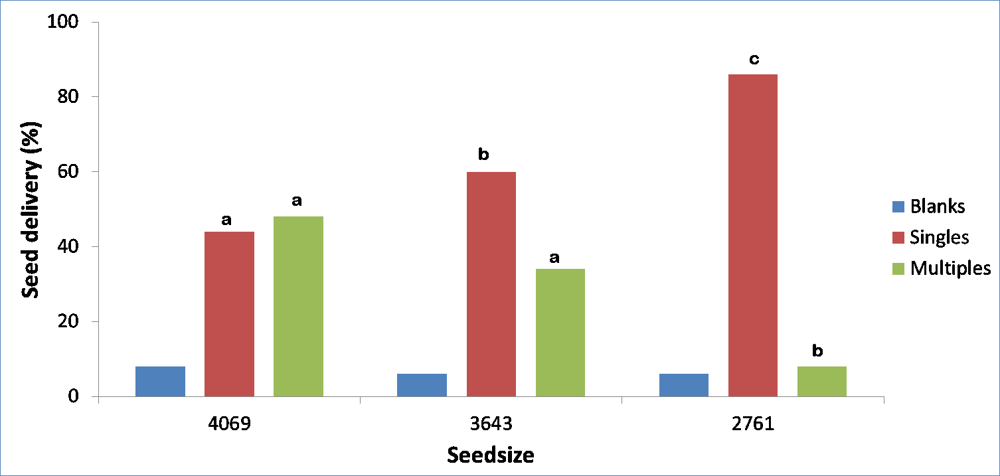 100
80
60
40
20
0
Seed delivery (%)
a
a
b
a
c
b
4069
3643
2761
Seedsize
Blanks
Singles
Multiples